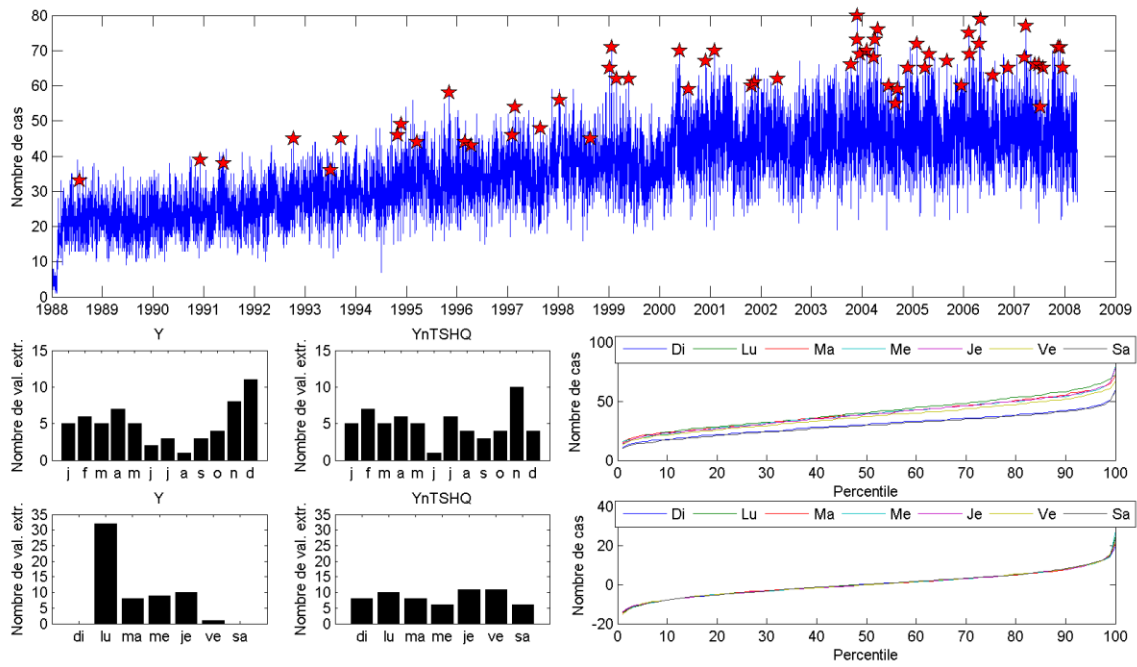 Nombre de cas
80
70
60
50
40
30
20
10
0
1988 1989 1990 1991 1992 1993 1994 1995 1996 1997 1998 1999 2000 2001 2002 2003 2004 2005 2006 2007 2008 2009
Y
Nombre de val. extr.
15
10
5
0
j f m a m j j a s o n d
YnTSHQ
Nombre de val. extr.
15
10
5
0
j f m a m j j a s o n d
Nombre de cas
100
50
0
Di Lu Ma Me Je Ve Sa
0 10 20 30 40 50 60 70 80 90 100
Percentile
Y
Nombre de val. extr.
35
30
25
20
15
10
5
0
di lu ma me je ve sa
YnTSHQ
Nombre de val. extr.
35
30
25
20
15
10
5
0
di lu ma me je ve sa
Nombre de cas
40
20
0
-20
Di Lu Ma Me Je Ve Sa
0 10 20 30 40 50 60 70 80 90 100
Percentile